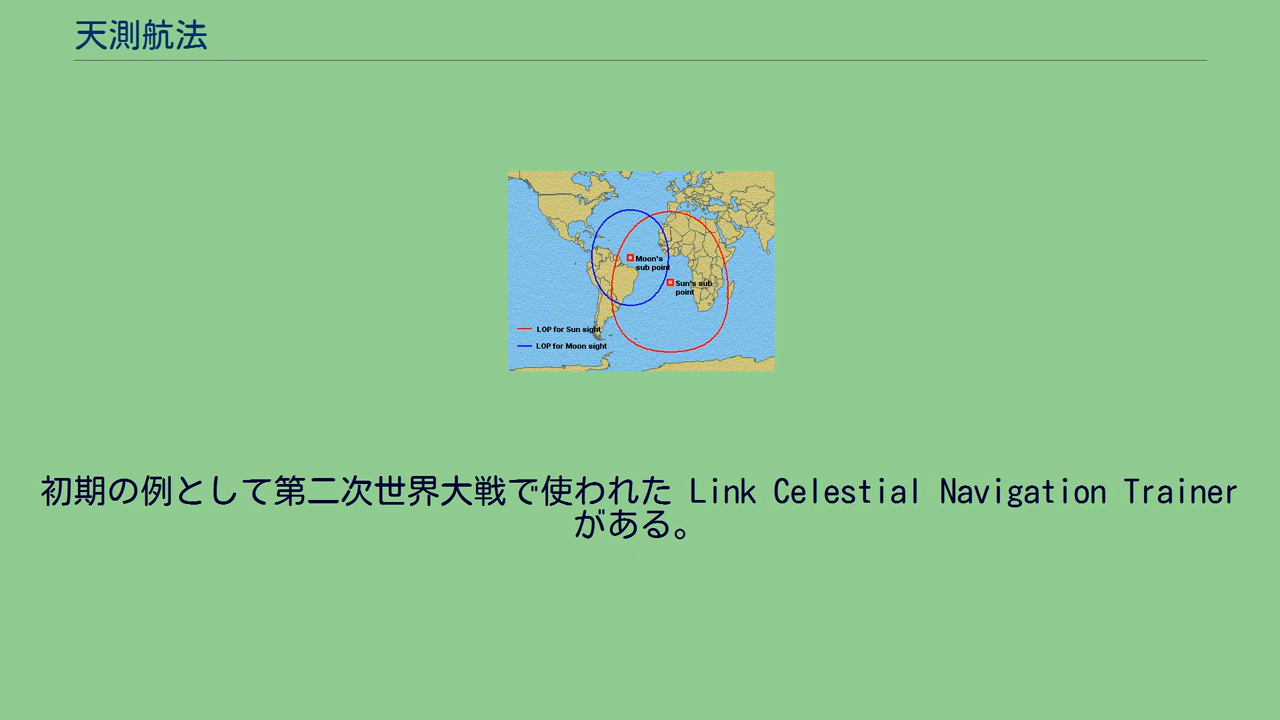 天測航法
Moon's
sub point
Sun's sub
point
LOP for Sun sight
LOP for Moon sight
初期の例として第二次世界大戦で使われた Link Celestial Navigation Trainer
がある。